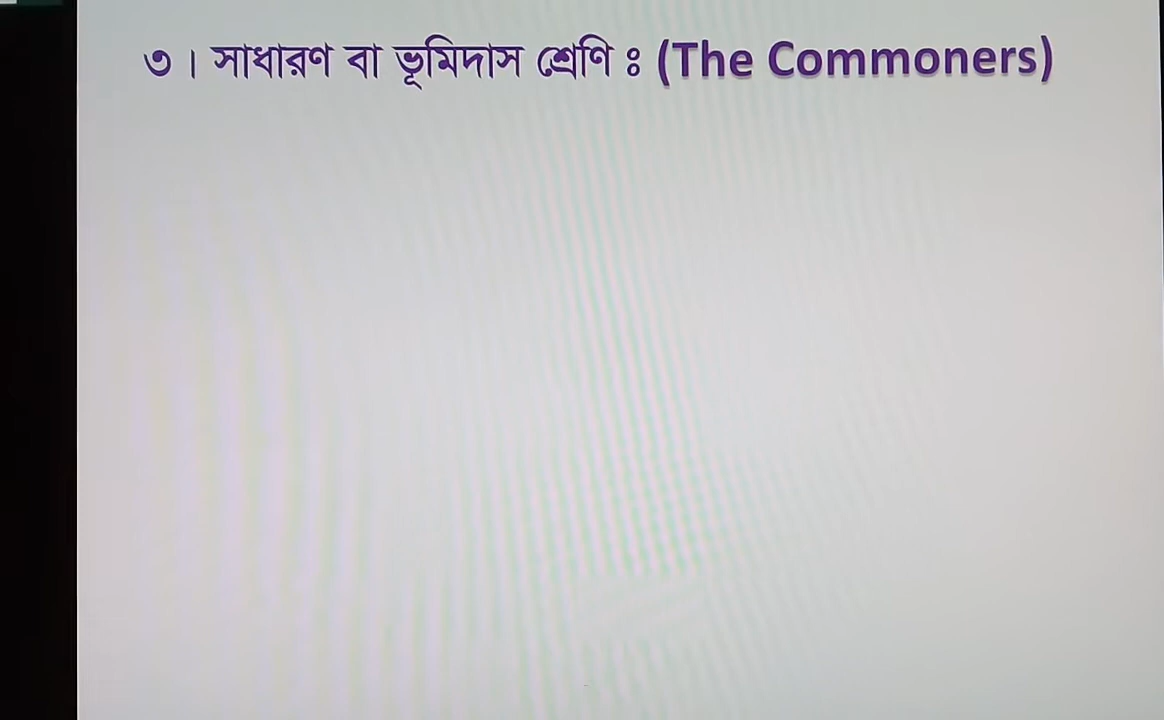 ৩। সাধারণ বা ভূমিদাস শ্রেণি ঃ (The Commoners)